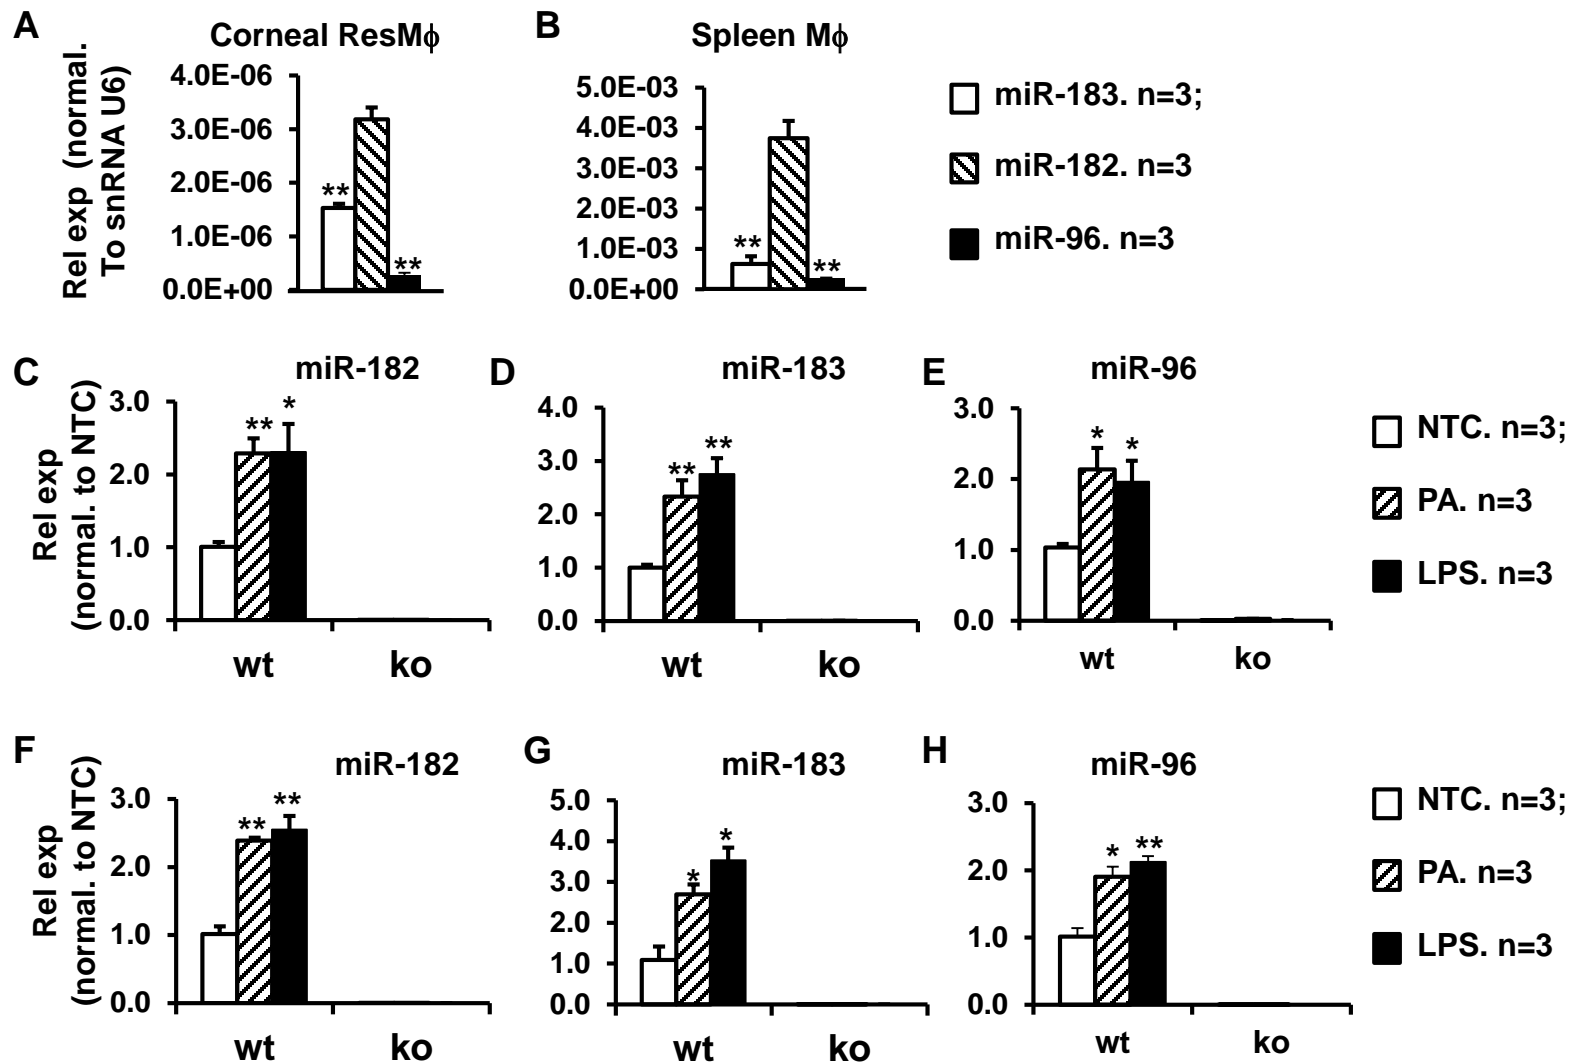 A
Corneal ResMϕ
Rel exp (normal.
To snRNA U6)
4.0E-06
3.0E-06
2.0E-06
1.0E-06
0.0E+00
**
**
B
Spleen Mϕ
5.0E-03
4.0E-03
3.0E-03
2.0E-03
1.0E-03
0.0E+00
**
**
miR-183. n=3;
miR-182. n=3
miR-96. n=3
C
miR-182
Rel exp
(normal. to NTC)
3.0
2.0
1.0
0.0
**
*
wt
ko
D
miR-183
4.0
3.0
2.0
1.0
0.0
**
**
wt
ko
E
miR-96
3.0
2.0
1.0
0.0
*
*
wt
ko
NTC. n=3;
PA. n=3
LPS. n=3
F
miR-182
Rel exp
(normal. to NTC)
3.0
2.0
1.0
0.0
**
**
wt
ko
G
miR-183
5.0
4.0
3.0
2.0
1.0
0.0
*
*
wt
ko
H
miR-96
3.0
2.0
1.0
0.0
*
**
wt
ko
NTC. n=3;
PA. n=3
LPS. n=3